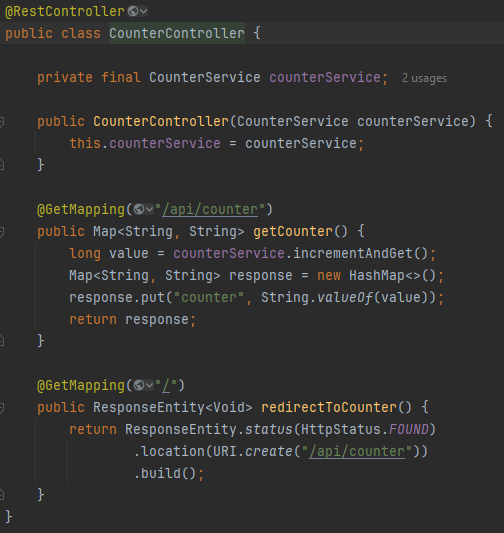 @RestController
public class CounterController {
private final CounterService counterService; 2 usages
public CounterController(CounterService counterService) {
this.counterService = counterService;
}
@GetMapping("/api/counter")
public Map<String, String> getCounter() {
long value = counterService.incrementAndGet();
Map<String, String> response = new HashMap<>();
response.put("counter", String.valueOf(value));
return response;
}
@GetMapping("/")
public ResponseEntity<Void> redirectToCounter() {
return ResponseEntity.status(HttpStatus.FOUND)
.location(URI.create("/api/counter"))
.build();
}
}